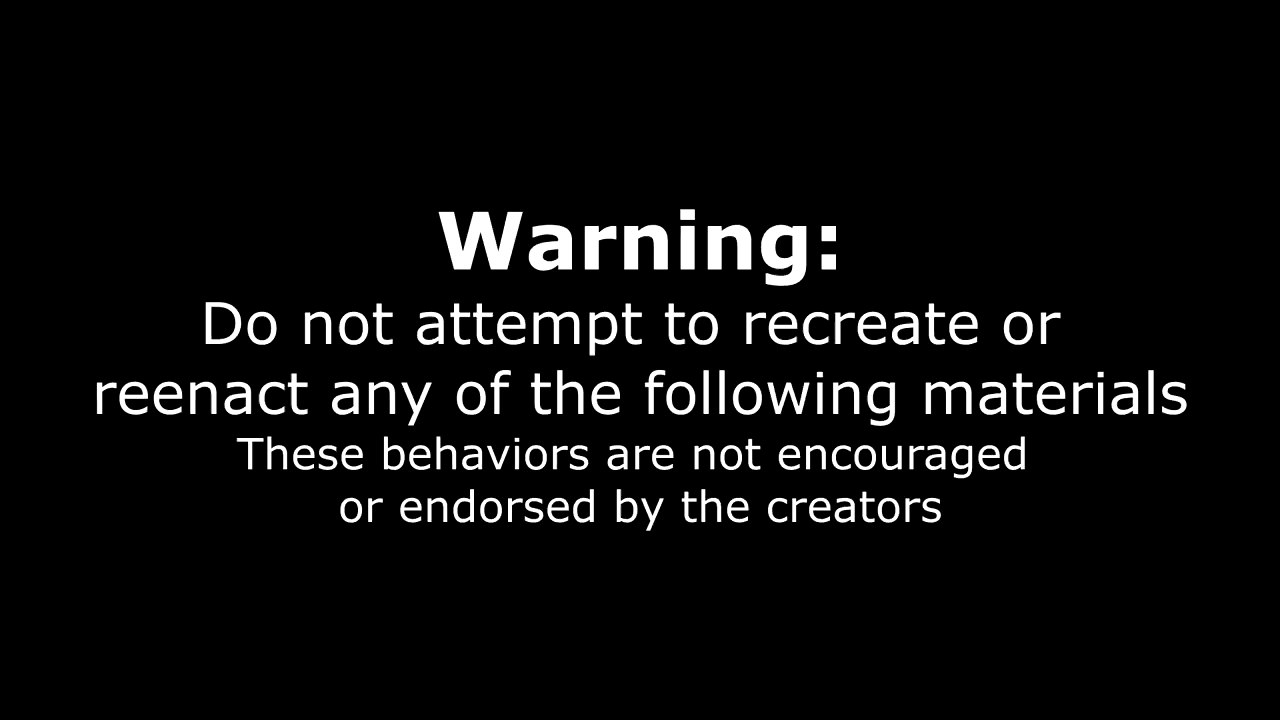 Warning:
Do not attempt to recreate or
reenact any of the following materials
These behaviors are not encouraged
or endorsed by the creators